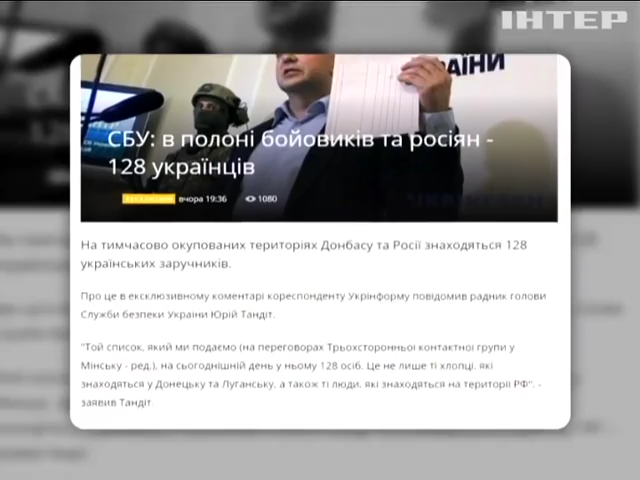 ІНТЕР
СБУ: в полоні бойовиків та росіян -
128 українців
вчора 19:36 1080
На тимчасово окупованих територіях Донбасу та Росії знаходяться 128
українських заручників.
Про це в ексклюзивному коментарі кореспонденту Укрінформу повідомив радник голови
Служби безпеки України Юрій Тандіт.
"Той список, який ми подаємо (на переговорах Трьохсторонньої контактної групи у
Мінську - ред.), на сьогоднішній день у ньому 128 осіб. Це не лише ті хлопці, які
знаходяться у Донецьку та Луганську, а також ті люди, які знаходяться на території РФ", -
заявив Тандіт.